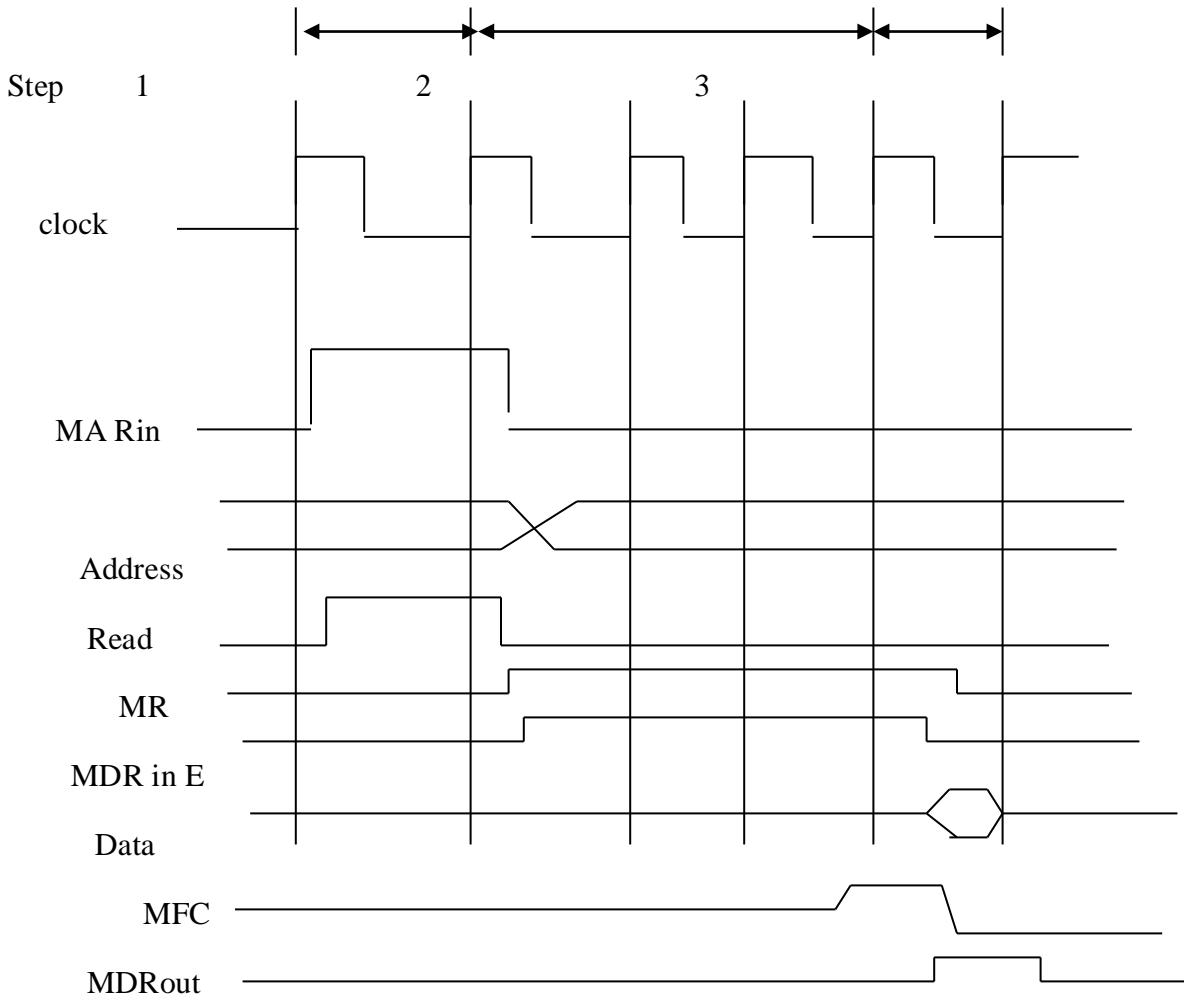 Step 1 2 3
clock
MA Rin
Address
Read
MR
MDR in E
Data
MFC
MDRout